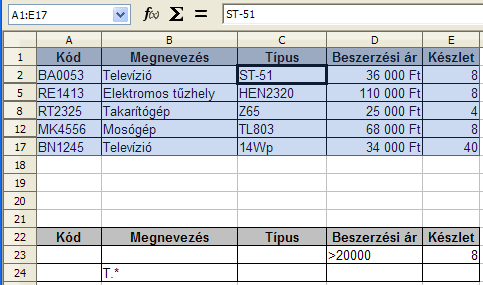 A1:E17 f(x) Σ = ST-51
A B C D E
1 Kód Megnevezés Típus Beszerzési ár Készlet
2 BA0053 Televízió ST-51 36 000 Ft 8
5 RE1413 Elektromos tűzhely HEN2320 110 000 Ft 8
8 RT2325 Takarítógép Z65 25 000 Ft 4
12 MK4556 Mosógép TL803 68 000 Ft 8
17 BN1245 Televízió 14Wp 34 000 Ft 40
18
19
20
21
22 Kód Megnevezés Típus Beszerzési ár Készlet
23 >20000 8
24 T.*